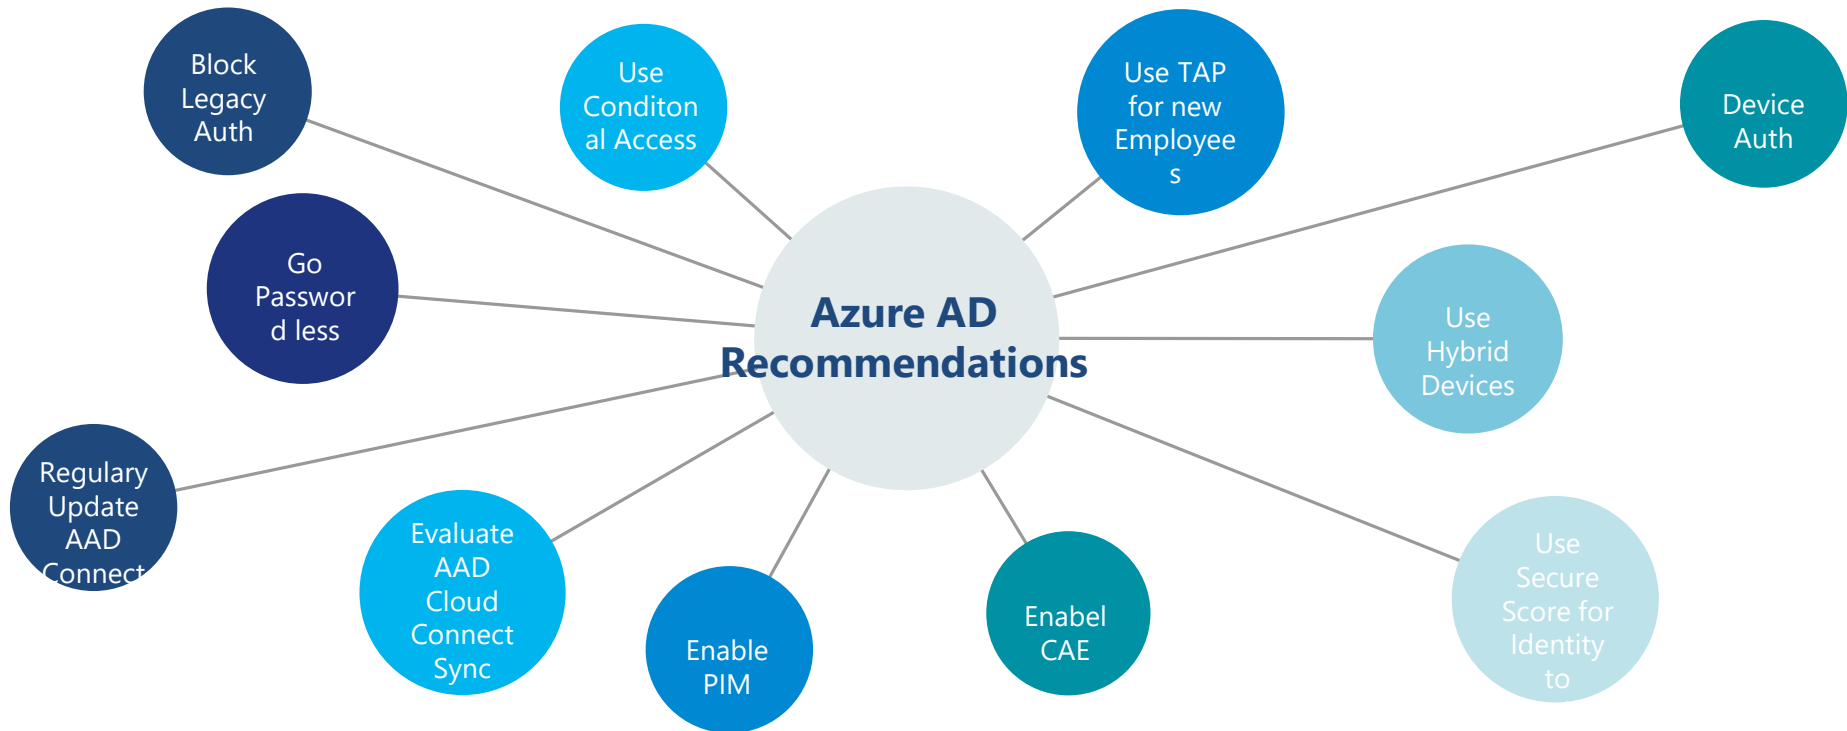 Block
Legacy
Auth
Use
Conditon
al Access
Use TAP
for new
Employee
s
Device
Auth
Go
Passwor
d less
Azure AD
Recommendations
Use
Hybrid
Devices
Regulary
Update
AAD
Connect
Evaluate
AAD
Cloud
Connect
Sync
Enable
PIM
Enabel
CAE
Use
Secure
Score for
Identity
to